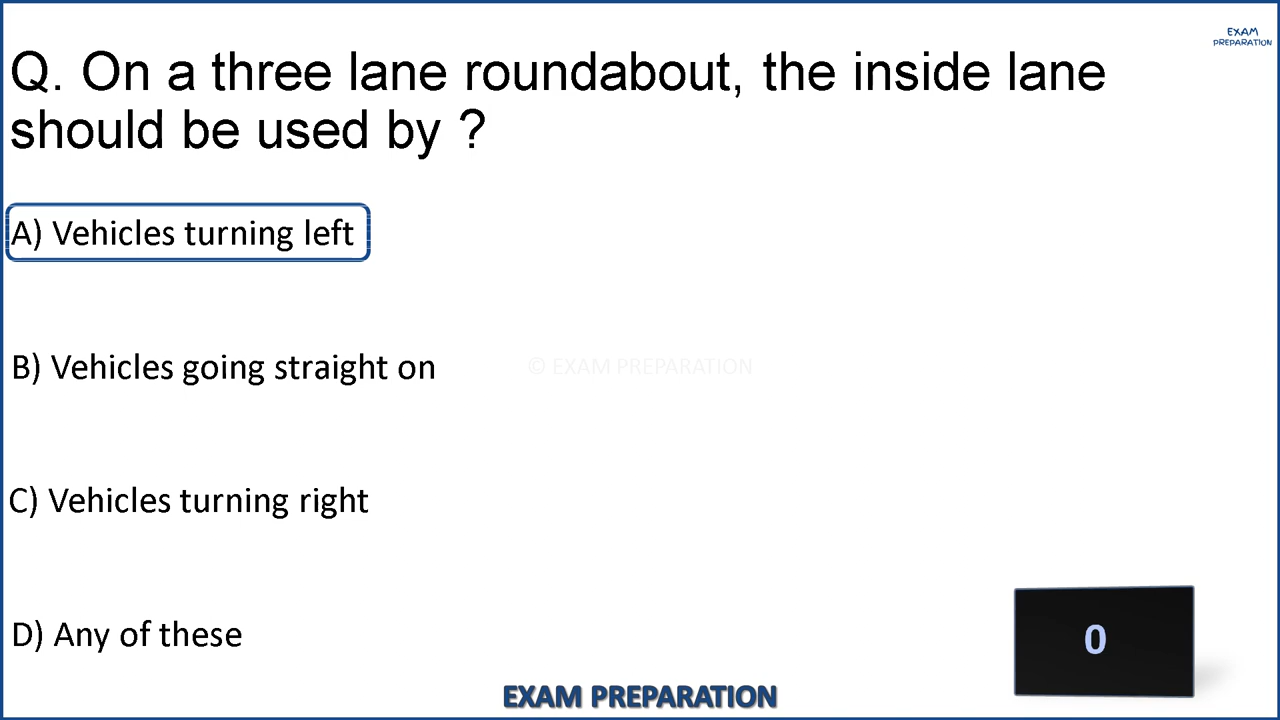 EXAM
PREPARATION
Q. On a three lane roundabout, the inside lane
should be used by ?
A) Vehicles turning left
B) Vehicles going straight on
© EXAM PREPARATION
C) Vehicles turning right
D) Any of these
0
EXAM PREPARATION